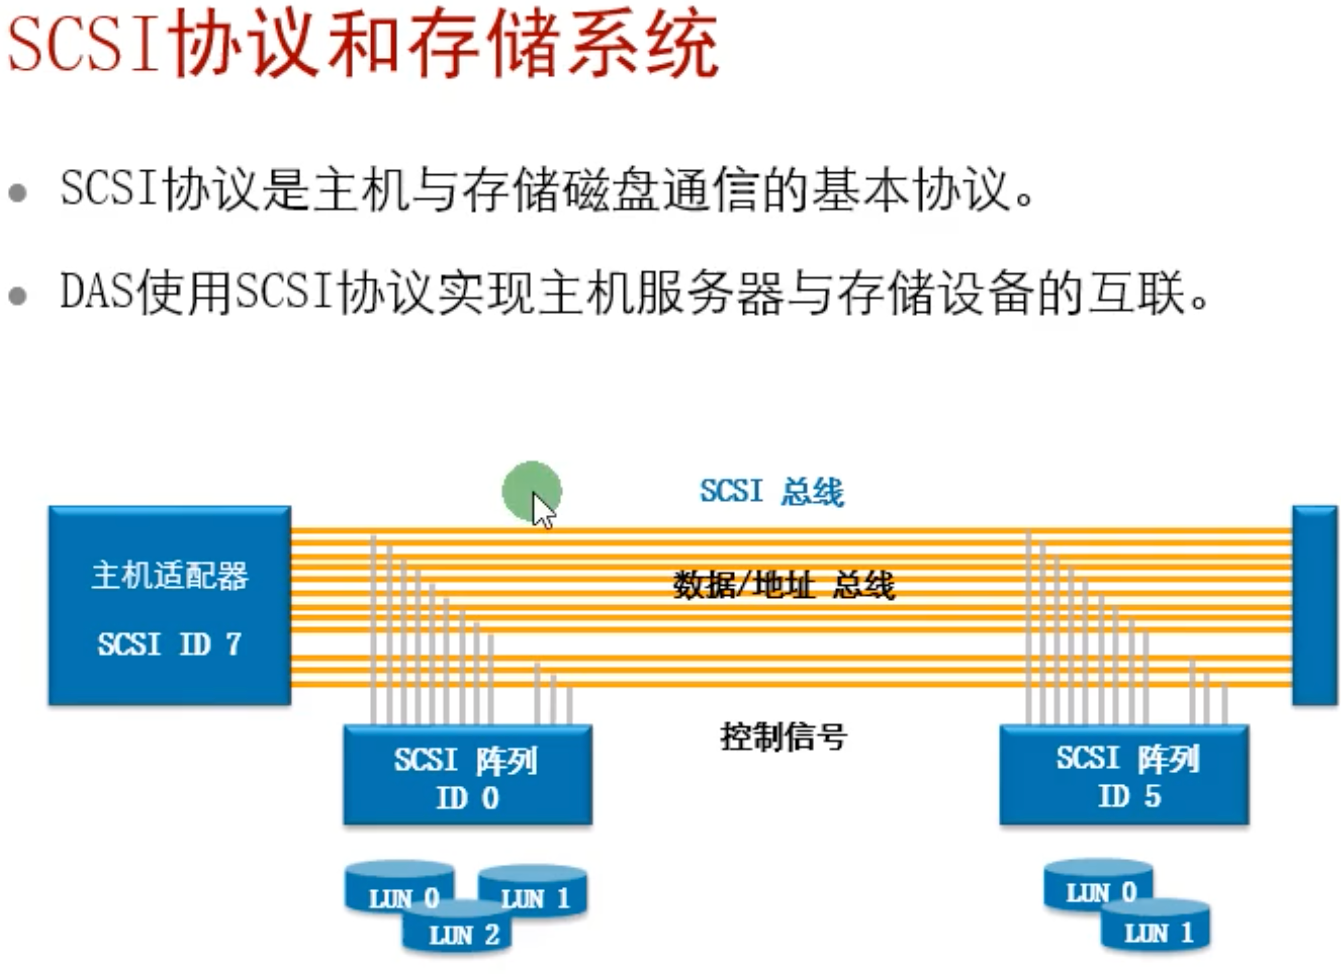 SCSI协议和存储系统
SCSI协议是主机与存储磁盘通信的基本协议。
DAS使用SCSI协议实现主机服务器与存储设备的互联。
SCSI 总线
主机适配器
SCSI ID 7
数据/地址 总线
控制信号
SCSI 阵列
ID 0
SCSI 阵列
ID 5
LUN 0
LUN 1
LUN 2
LUN 0
LUN 1